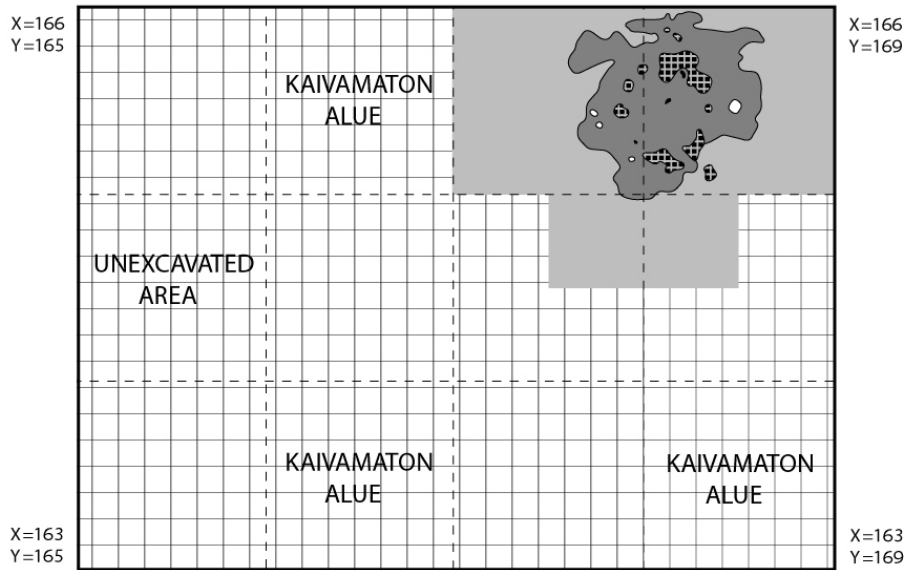 X=166
Y=165
X=166
Y=169
KAIVAMATON
ALUE
UNEXCAVATED
AREA
KAIVAMATON
ALUE
KAIVAMATON
ALUE
X=163
Y=165
X=163
Y=169